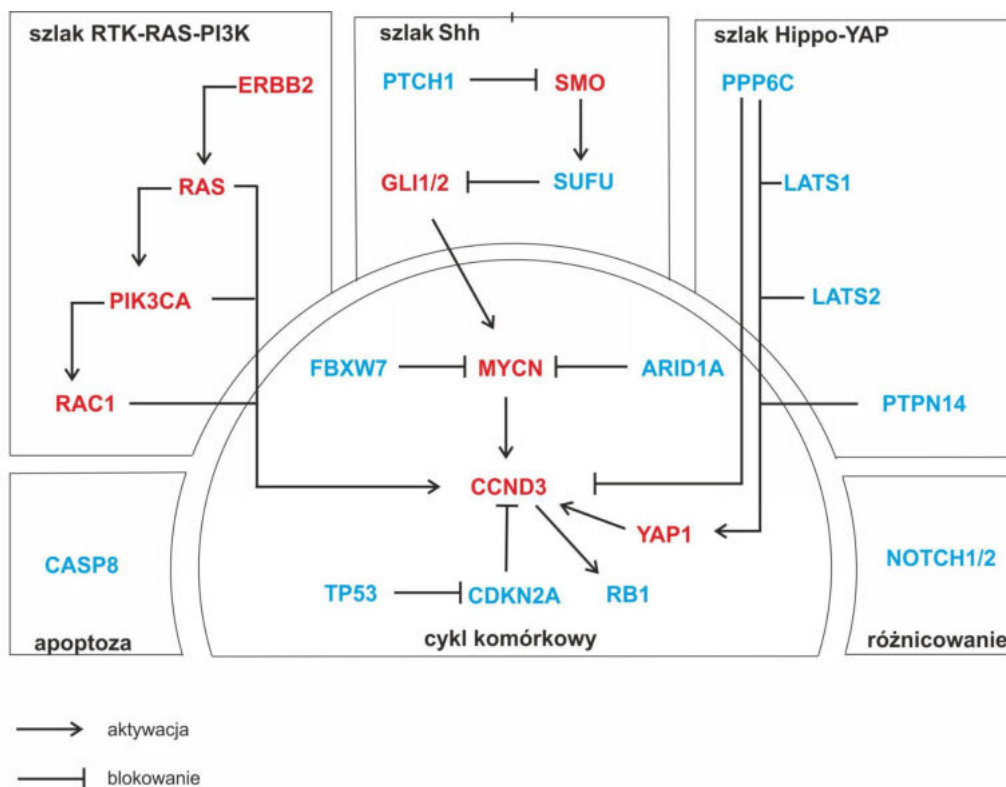 szlak RTK-RAS-PI3K
ERBB2
RAS
PIK3CA
RAC1
szlak Shh
PTCH1
SMO
GLI1/2
SUFU
szlak Hippo-YAP
PPP6C
LATS1
LATS2
PTPN14
FBXW7
MYCN
ARID1A
CCND3
YAP1
TP53
CDKN2A
RB1
cykl komórkowy
CASP8
apoptoza
NOTCH1/2
różnicowanie
aktywacja
blokowanie